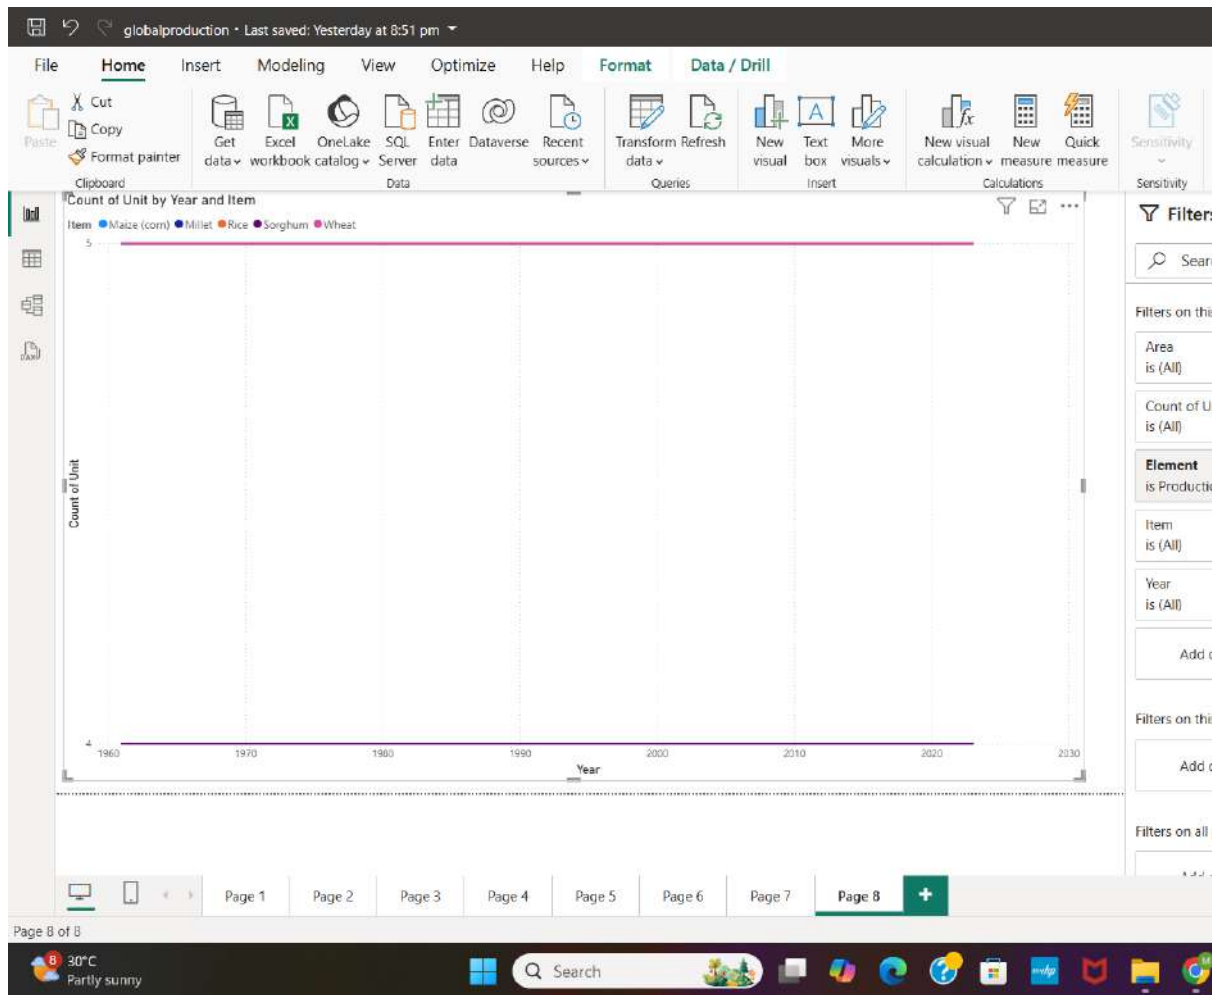 globalproduction • Last saved: Yesterday at 8:51 pm
File Home Insert Modeling View Optimize Help Format Data / Drill
Paste
Cut
Copy
Format painter
Clipboard
Get data
Excel workbook
OneLake catalog
SQL Server
Enter data
Dataverse
Recent sources
Data
Transform data
Refresh
Queries
New visual
Text box
More visuals
Insert
New visual calculation
New measure
Quick measure
Calculations
Sensitivity
Sensitivity
Count of Unit by Year and Item
Item Maize (corn) Millet Rice Sorghum Wheat
5
Count of Unit
4
1960 1970 1980 1990 2000 2010 2020 2030
Year
Filters
Sear
Filters on this
Area
is (All)
Count of U
is (All)
Element
is Producti
Item
is (All)
Year
is (All)
Add
Filters on this
Add
Filters on all
Page 1 Page 2 Page 3 Page 4 Page 5 Page 6 Page 7 Page 8 +
Page 8 of 8
8
30°C
Partly sunny
Search